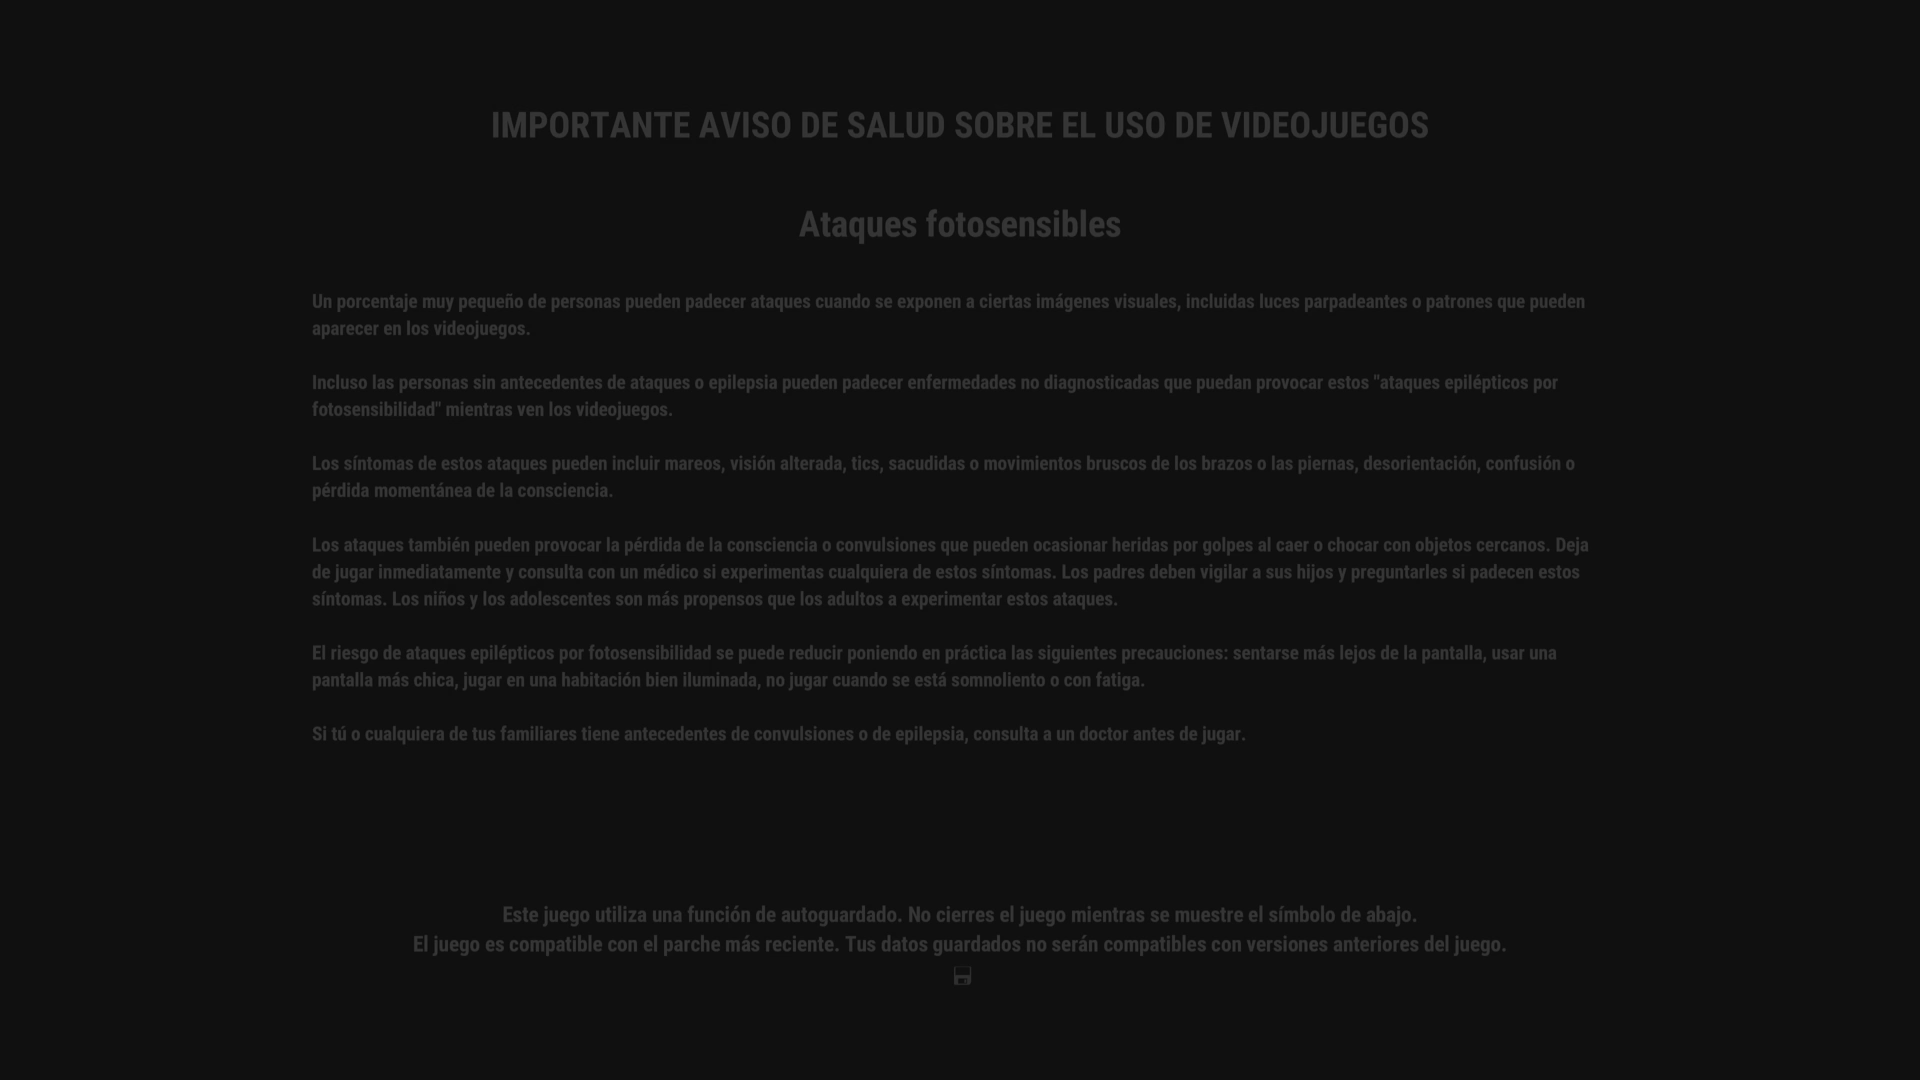 IMPORTANTE AVISO DE SALUD SOBRE EL USO DE VIDEOJUEGOS
Ataques fotosensibles
Un porcentaje muy pequeño de personas pueden padecer ataques cuando se exponen a ciertas imágenes visuales, incluidas luces parpadeantes o patrones que pueden
aparecer en los videojuegos.
Incluso las personas sin antecedentes de ataques o epilepsia pueden padecer enfermedades no diagnosticadas que puedan provocar estos "ataques epilépticos por
fotosensibilidad" mientras ven los videojuegos.
Los síntomas de estos ataques pueden incluir mareos, visión alterada, tics, sacudidas o movimientos bruscos de los brazos o las piernas, desorientación, confusión o
pérdida momentánea de la consciencia.
Los ataques también pueden provocar la pérdida de la consciencia o convulsiones que pueden ocasionar heridas por golpes al caer o chocar con objetos cercanos. Deja
de jugar inmediatamente y consulta con un médico si experimentas cualquiera de estos síntomas. Los padres deben vigilar a sus hijos y preguntarles si padecen estos
síntomas. Los niños y los adolescentes son más propensos que los adultos a experimentar estos ataques.
El riesgo de ataques epilépticos por fotosensibilidad se puede reducir poniendo en práctica las siguientes precauciones: sentarse más lejos de la pantalla, usar una
pantalla más chica, jugar en una habitación bien iluminada, no jugar cuando se está somnoliento o con fatiga.
Si tú o cualquiera de tus familiares tiene antecedentes de convulsiones o de epilepsia, consulta a un doctor antes de jugar.
Este juego utiliza una función de autoguardado. No cierres el juego mientras se muestre el símbolo de abajo.
El juego es compatible con el parche más reciente. Tus datos guardados no serán compatibles con versiones anteriores del juego.